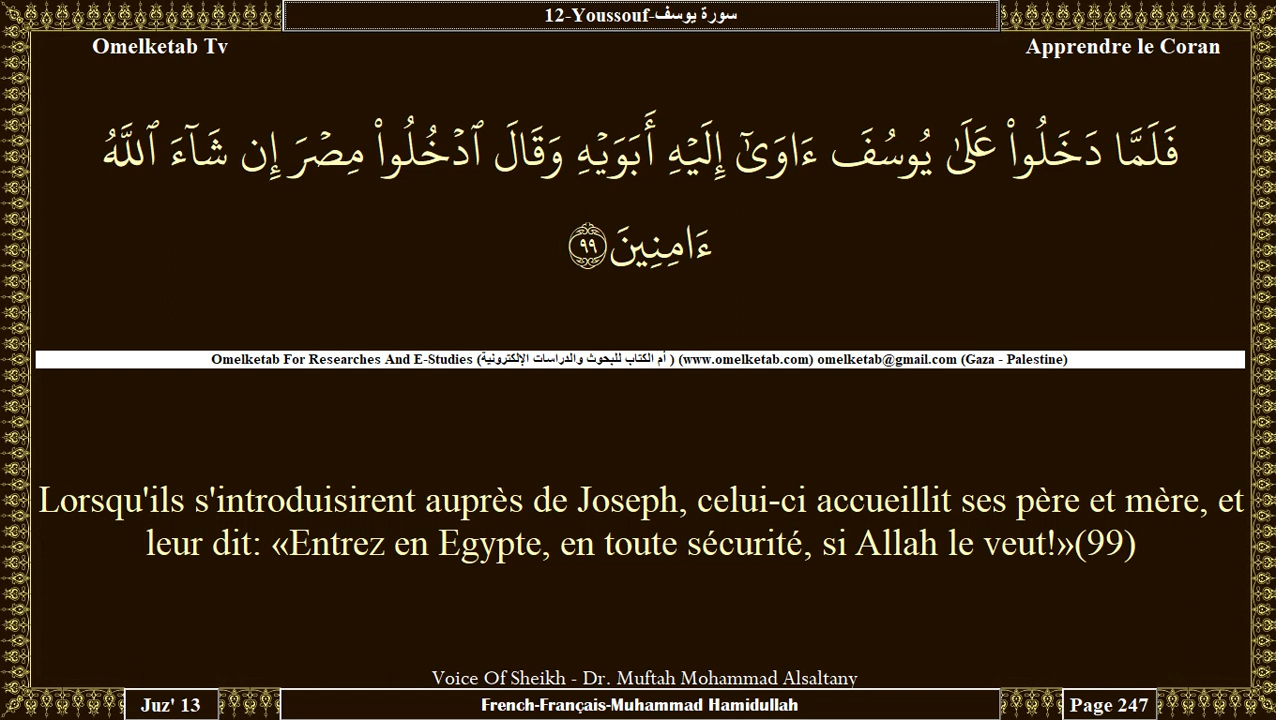 12-Youssouf-سورة يوسف
Omelketab Tv
Apprendre le Coran
فَلَمَّا دَخَلُوا۟ عَلَىٰ يُوسُفَ ءَاوَىٰٓ إِلَيْهِ أَبَوَيْهِ وَقَالَ ٱدْخُلُوا۟ مِصْرَ إِن شَآءَ ٱللَّهُ
ءَامِنِينَ ٩٩
Omelketab For Researches And E-Studies (أم الكتاب للبحوث والدراسات الإلكترونية ) (www.omelketab.com) omelketab@gmail.com (Gaza - Palestine)
Lorsqu'ils s'introduisirent auprès de Joseph, celui-ci accueillit ses père et mère, et
leur dit: «Entrez en Egypte, en toute sécurité, si Allah le veut!»(99)
Voice Of Sheikh - Dr. Muftah Mohammad Alsaltany
Juz' 13
French-Français-Muhammad Hamidullah
Page 247